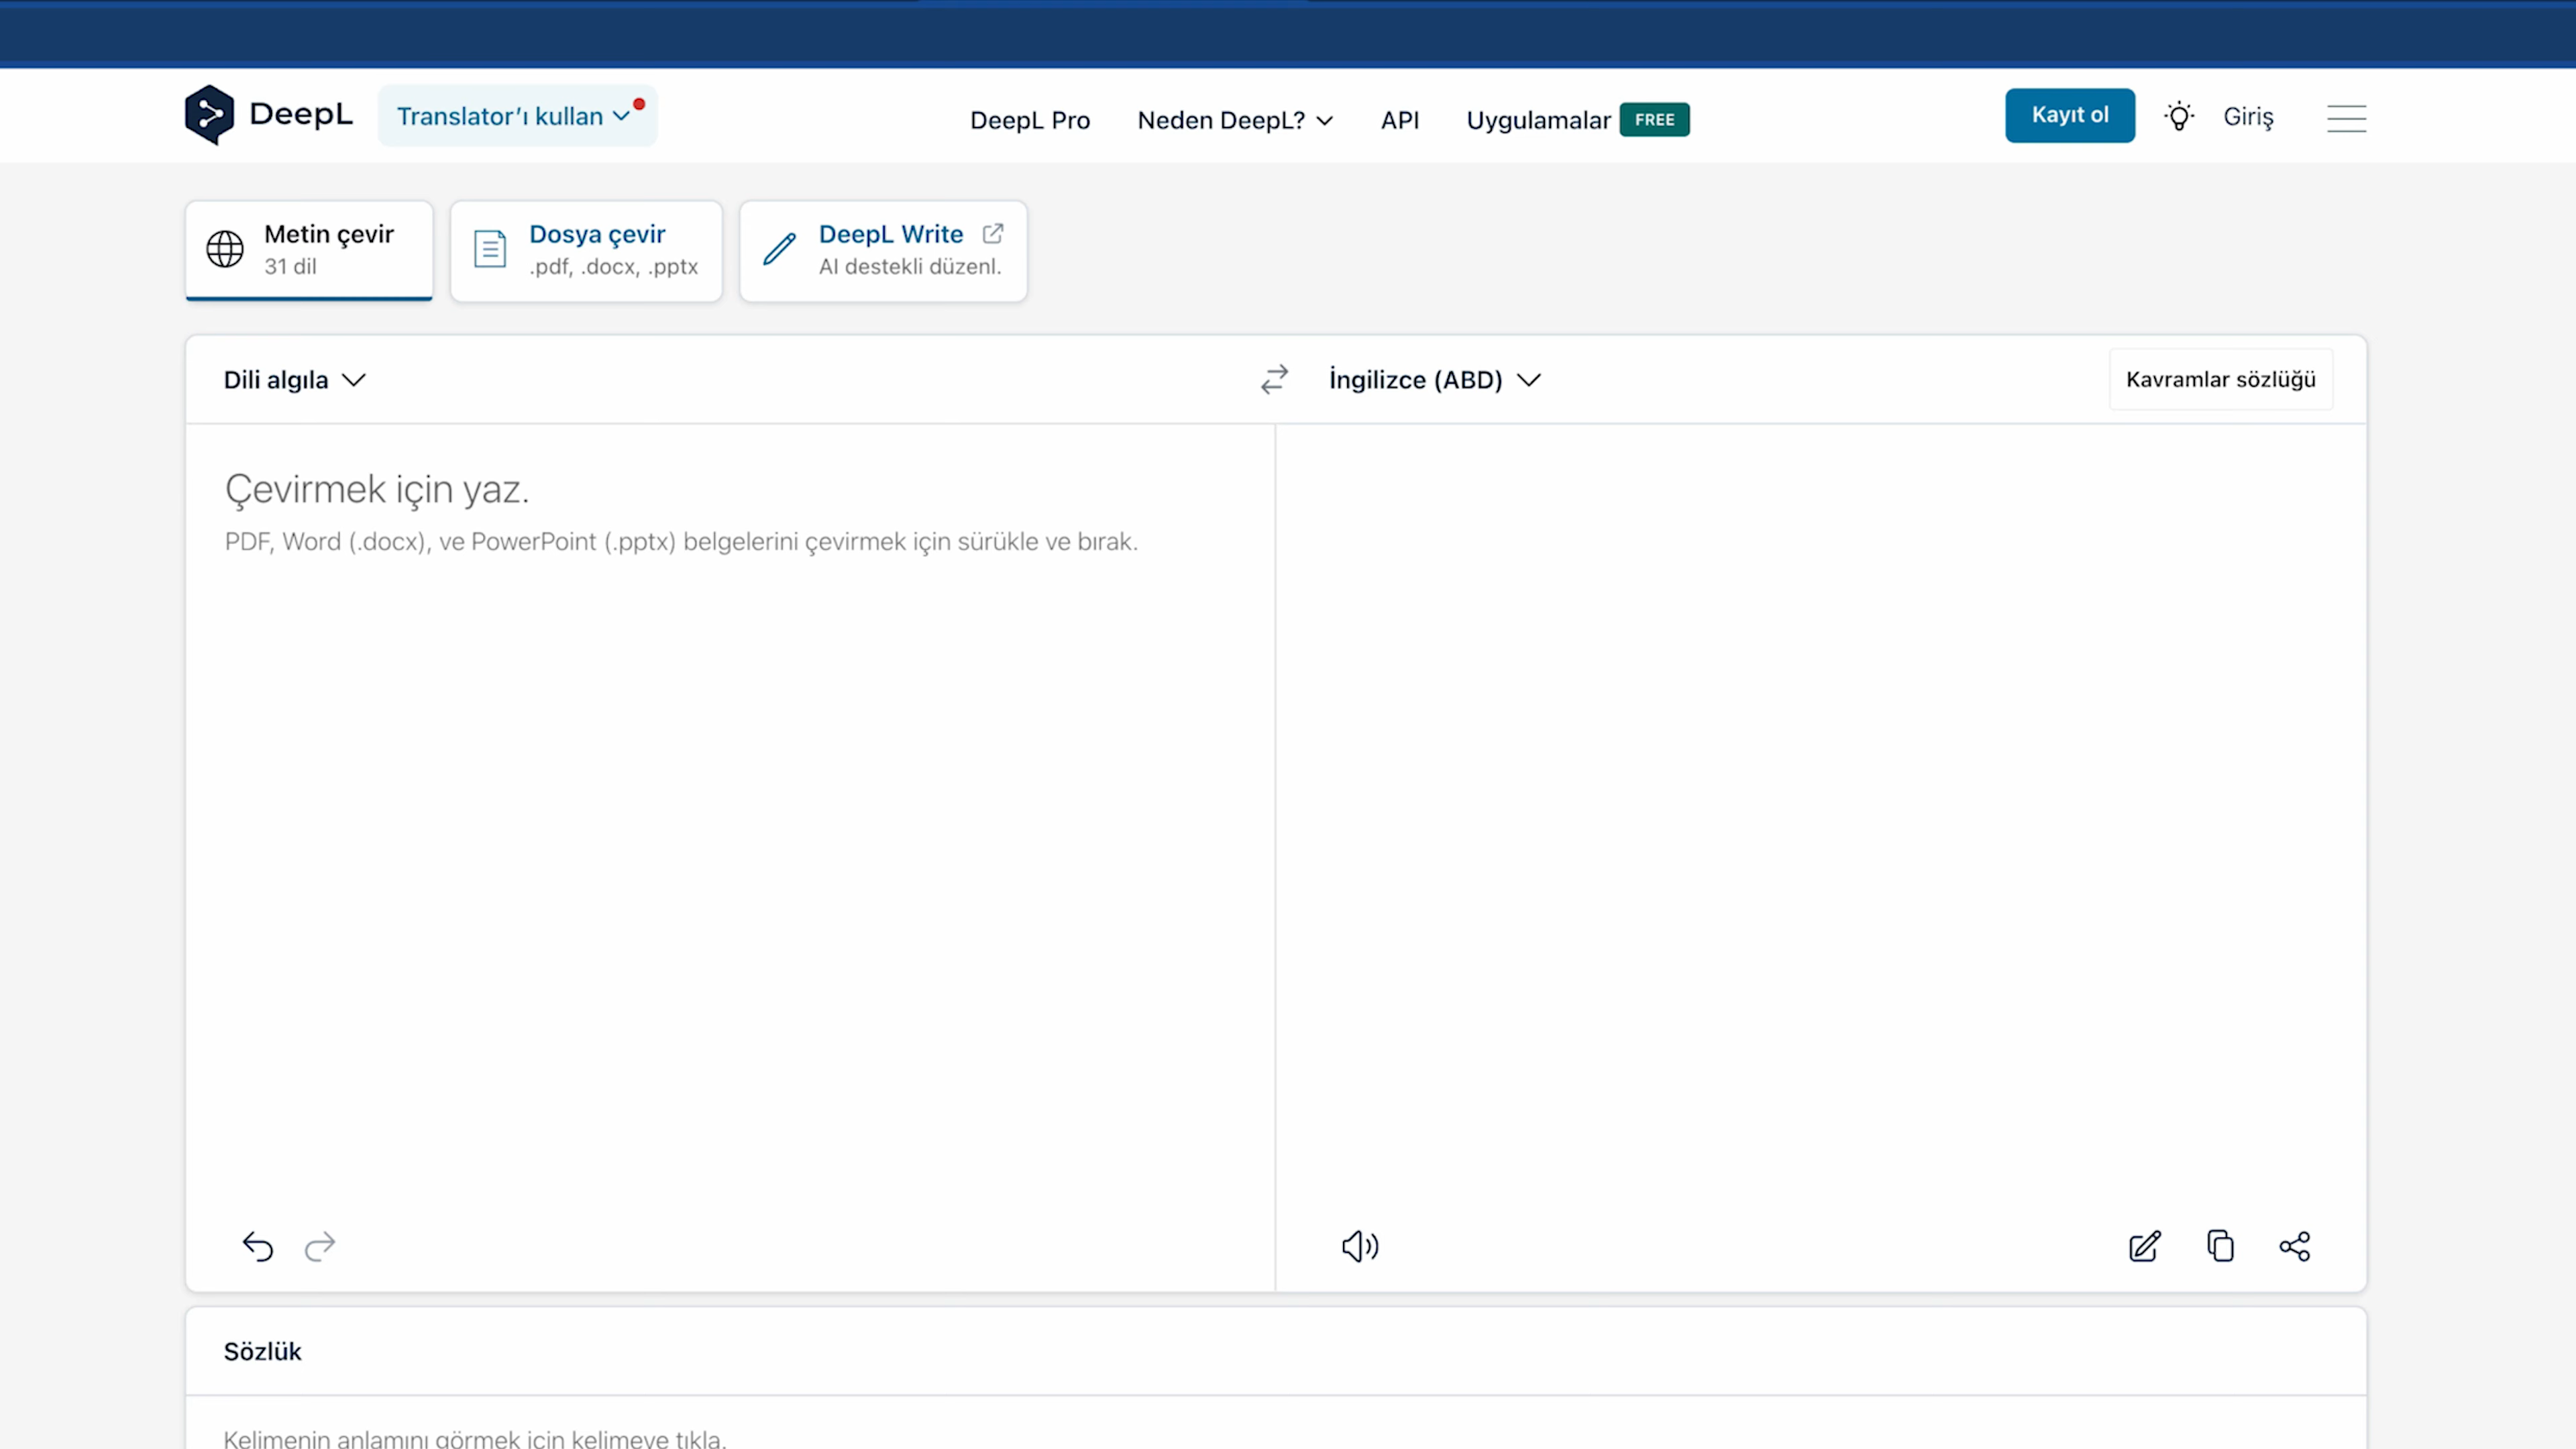 DeepL
Translator’ı kullan
DeepL Pro
Neden DeepL?
API
Uygulamalar FREE
Kayıt ol
Giriş
Metin çevir
31 dil
Dosya çevir
.pdf, .docx, .pptx
DeepL Write
AI destekli düzenl.
Dili algıla
İngilizce (ABD)
Kavramlar sözlüğü
Çevirmek için yaz.
PDF, Word (.docx), ve PowerPoint (.pptx) belgelerini çevirmek için sürükle ve bırak.
Sözlük
Kelimenin anlamını görmek için kelimeye tıkla.